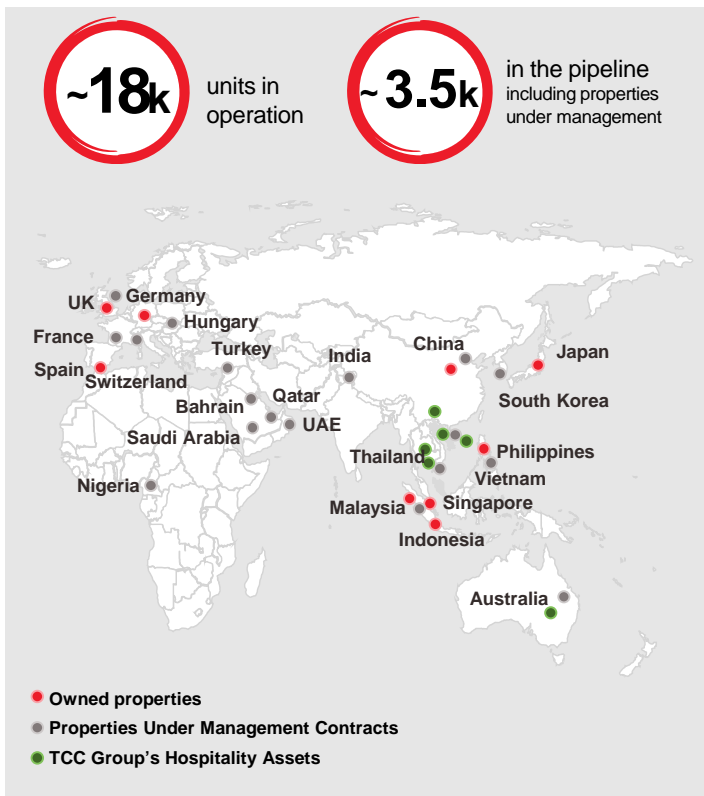 ~18k
units in
operation
~ 3.5k
in the pipeline
including properties
under management
UK
Germany
France
Hungary
Spain
Switzerland
Turkey
India
China
Japan
South Korea
Bahrain
Qatar
UAE
Saudi Arabia
Nigeria
Thailand
Philippines
Vietnam
Malaysia
Singapore
Indonesia
Australia
Owned properties
Properties Under Management Contracts
TCC Group's Hospitality Assets